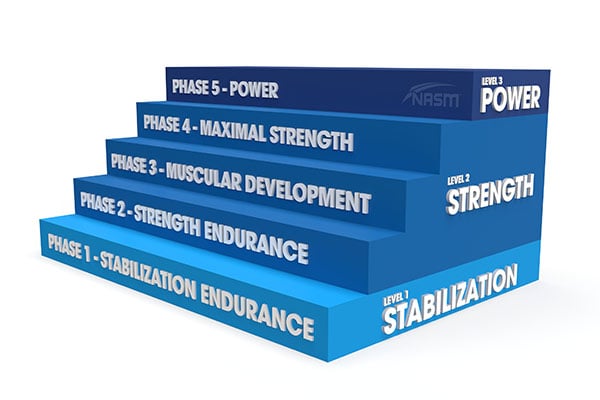 PHASE 5 - POWER
NASM
LEVEL 3
POWER
PHASE 4 - MAXIMAL STRENGTH
PHASE 3 - MUSCULAR DEVELOPMENT
LEVEL 2
STRENGTH
PHASE 2 - STRENGTH ENDURANCE
PHASE 1 - STABILIZATION ENDURANCE
LEVEL 1
STABILIZATION